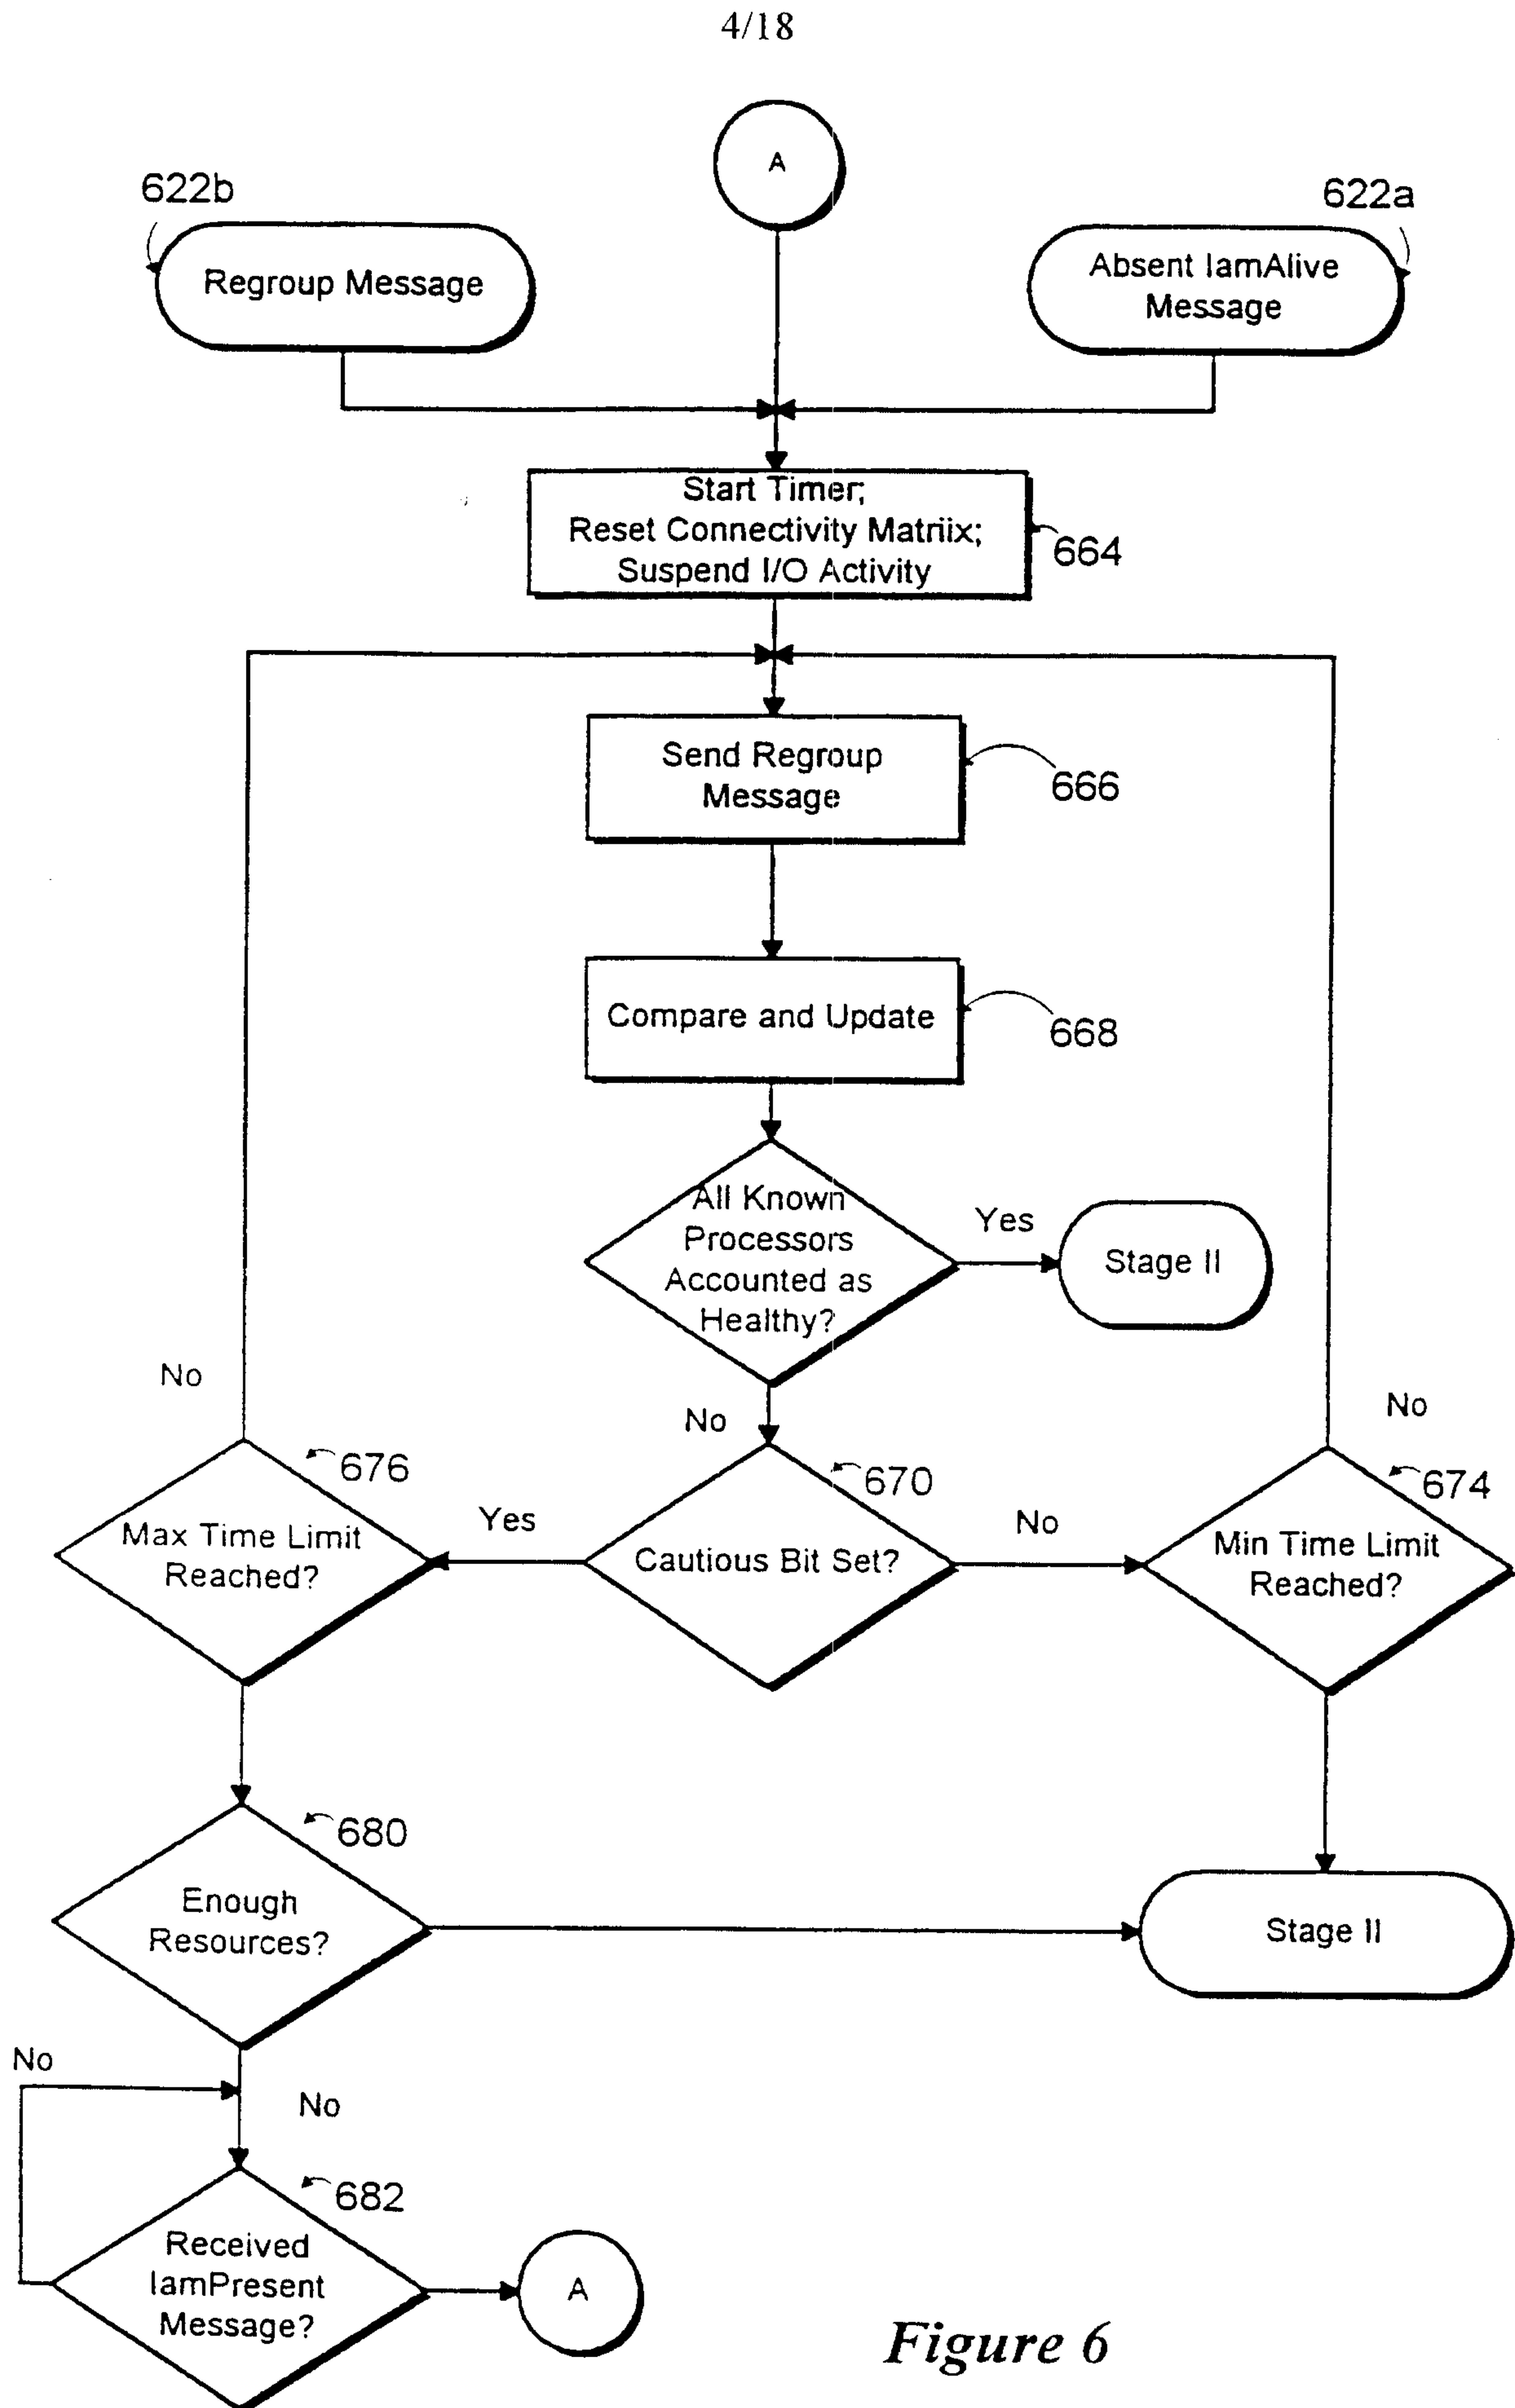 4/18
A
622b
622a
Regroup Message
Absent IamAlive
Message
Start Timer;
Reset Connectivity Matriix;
Suspend I/O Activity
664
Send Regroup
Message
666
Compare and Update
668
All Known
Processors
Accounted as
Healthy?
Yes
Stage II
No
No
No
676
670
674
Max Time Limit
Reached?
Yes
Cautious Bit Set?
No
Min Time Limit
Reached?
680
Enough
Resources?
Stage II
No
No
682
Received
IamPresent
Message?
A
Figure 6